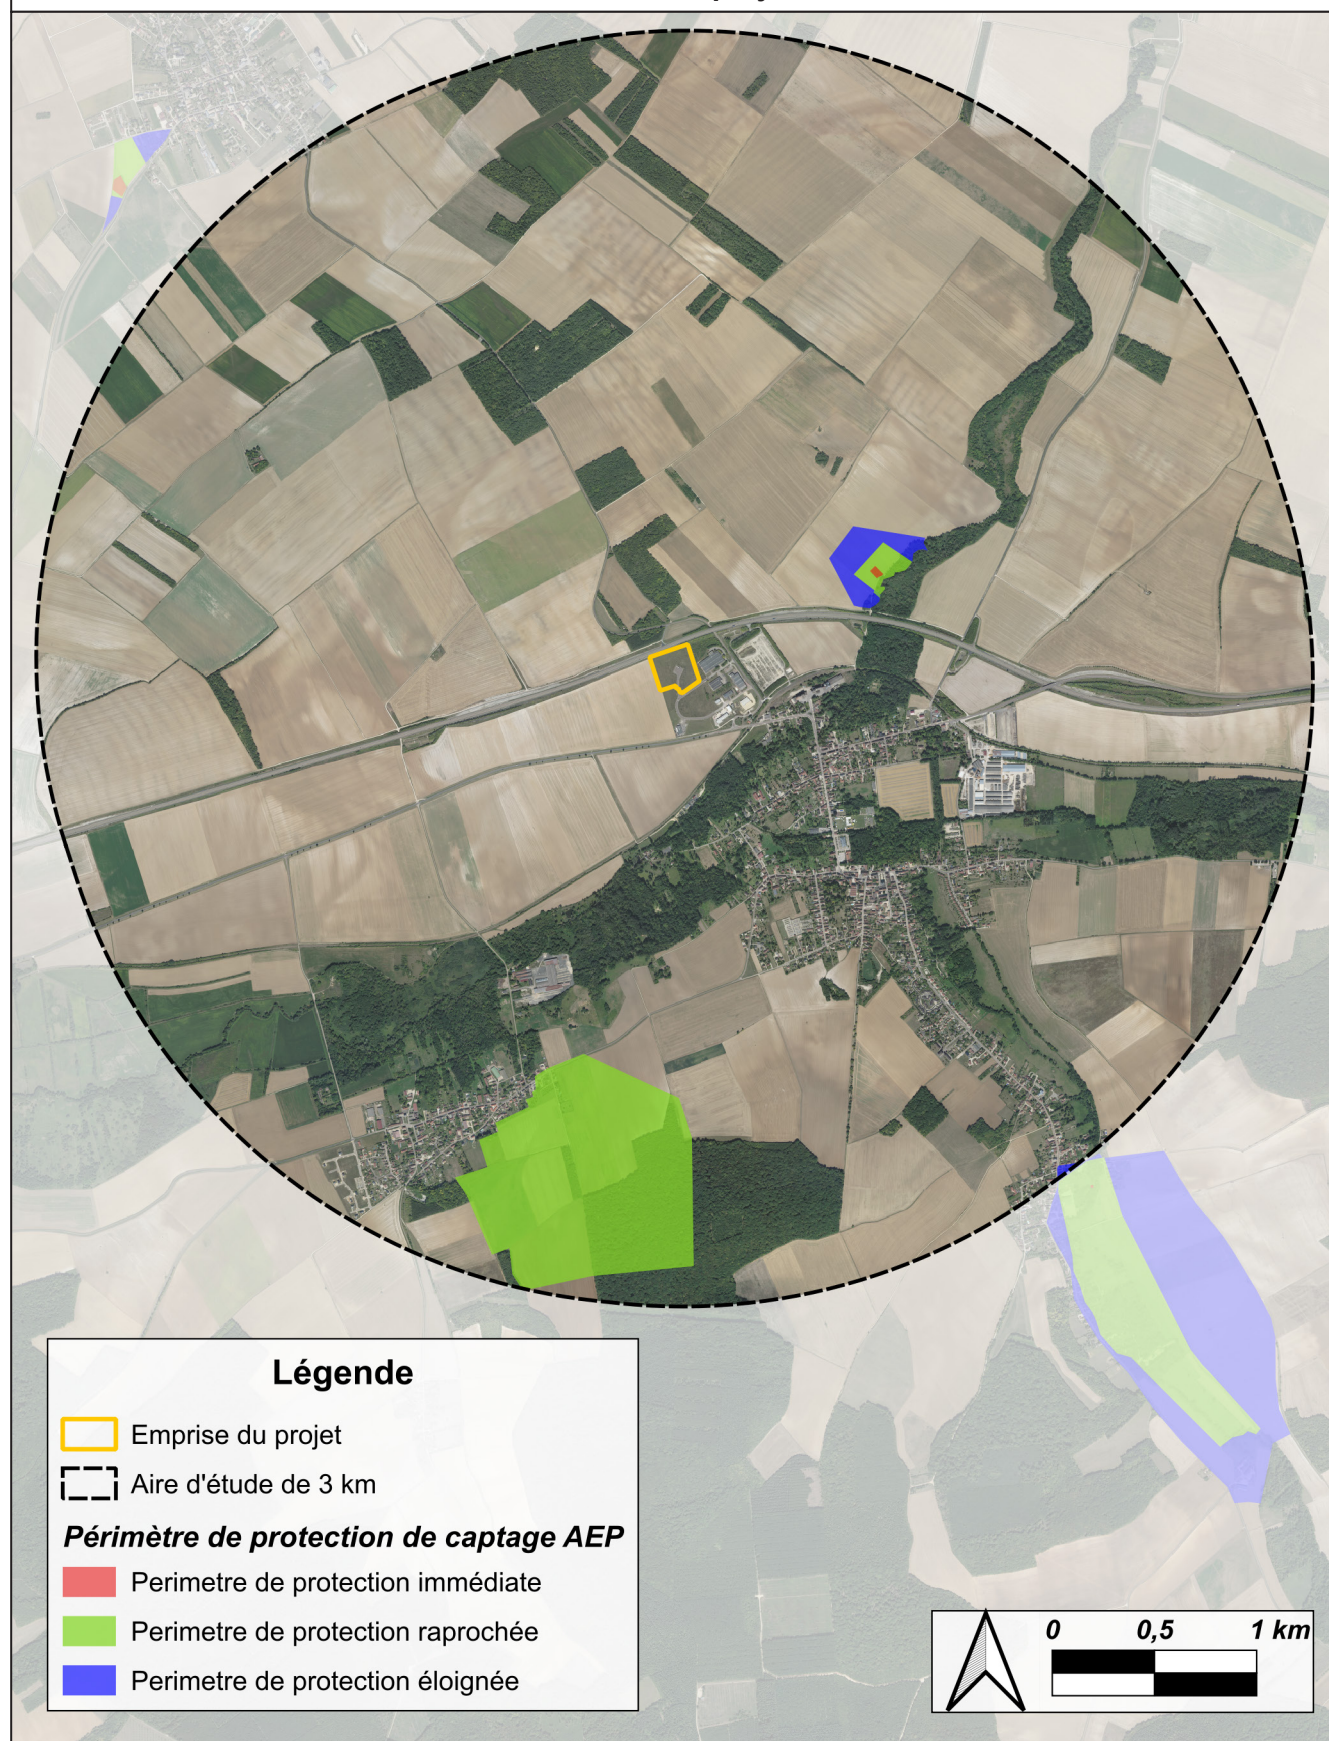 Légende
Emprise du projet
Aire d'étude de 3 km
Périmètre de protection de captage AEP
Perimetre de protection immédiate
Perimetre de protection raprochée
Perimetre de protection éloignée
0 0,5 1 km